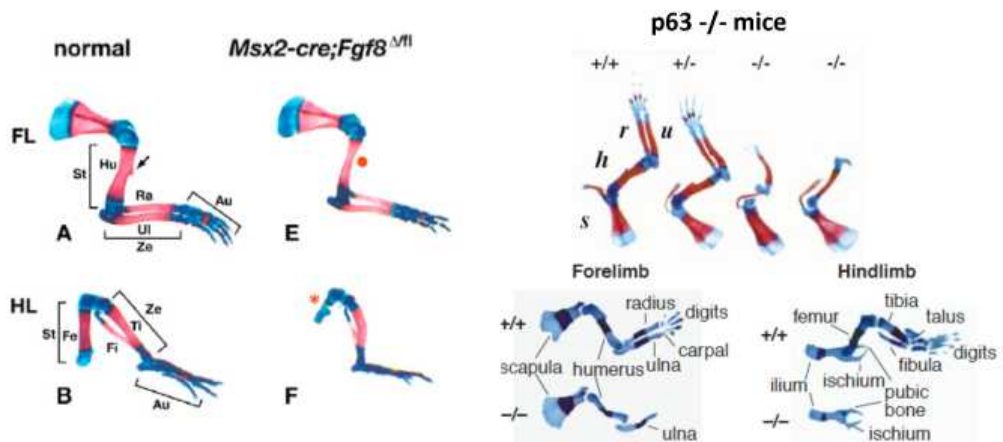 normal
Msx2-cre;Fgf8 Δ/fl
FL
St
Hu
Ra
Au
Ul
Ze
A
E
HL
St
Fe
Ze
Ti
Fi
Au
B
*
F
p63 -/- mice
+/+ +/- -/- -/-
r u
h
s
Forelimb
+/+
radius
digits
carpal
ulna
scapula
humerus
-/-
ulna
Hindlimb
+/+
femur
tibia
talus
digits
fibula
ilium
ischium
pubic
bone
-/-
ischium